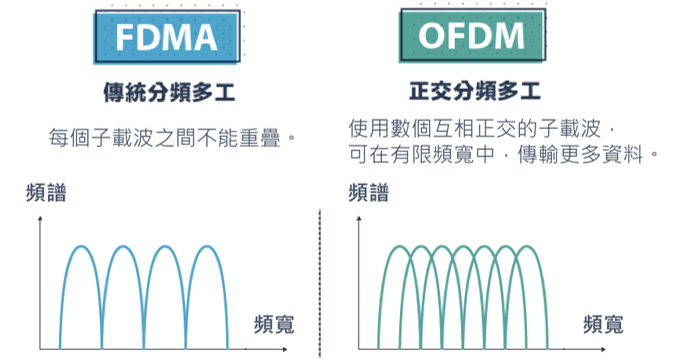 FDMA
傳統分頻多工
每個子載波之間不能重疊。
頻譜
頻寬
OFDM
正交分頻多工
使用數個互相正交的子載波，
可在有限頻寬中，傳輸更多資料。
頻譜
頻寬